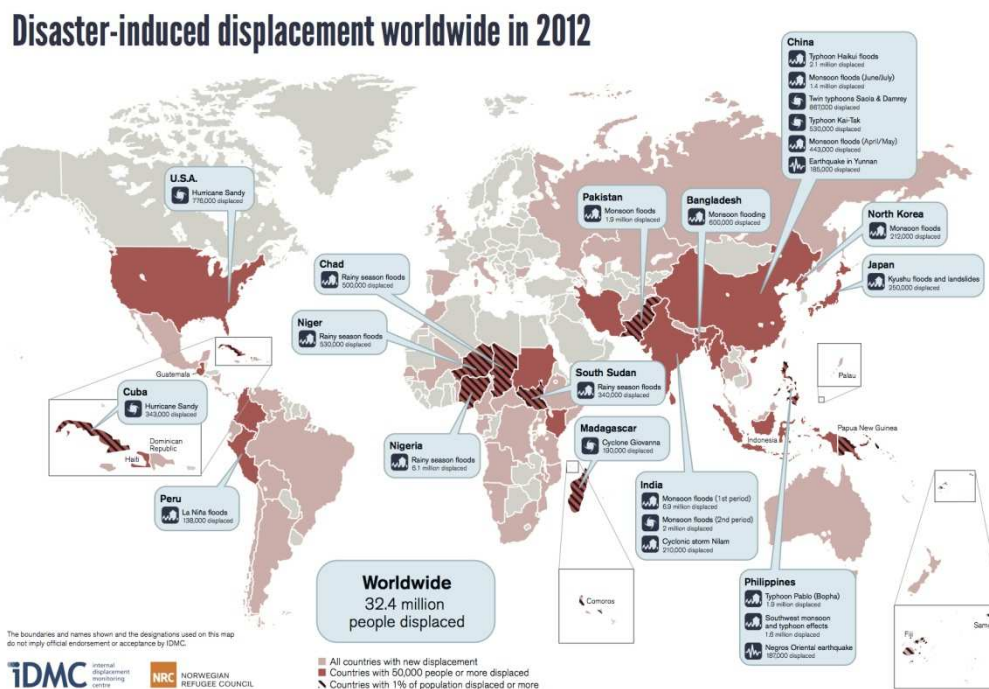 Disaster-induced displacement worldwide in 2012
China
Typhoon Haikui floods
2.1 million displaced
Monsoon floods (June/July)
1.4 million displaced
Twin typhoons Saola & Damrey
867,000 displaced
Typhoon Kai-Tak
530,000 displaced
Monsoon floods (April/May)
443,000 displaced
Earthquake in Yunnan
185,000 displaced
U.S.A.
Hurricane Sandy
776,000 displaced
Pakistan
Monsoon floods
1.9 million displaced
Bangladesh
Monsoon flooding
600,000 displaced
North Korea
Monsoon floods
212,000 displaced
Japan
Kyushu floods and landslides
250,000 displaced
Chad
Rainy season floods
500,000 displaced
Niger
Rainy season floods
530,000 displaced
Guatemala
Cuba
Hurricane Sandy
343,000 displaced
Dominican
Republic
Haiti
South Sudan
Rainy season floods
340,000 displaced
Palau
Nigeria
Rainy season floods
6.1 million displaced
Madagascar
Cyclone Giovanna
190,000 displaced
Indonesia
Papua New Guinea
Peru
La Niña floods
138,000 displaced
India
Monsoon floods (1st period)
6.9 million displaced
Monsoon floods (2nd period)
2 million displaced
Cyclonic storm Nilam
210,000 displaced
Worldwide
32.4 million
people displaced
Comoros
Philippines
Typhoon Pablo (Bopha)
1.9 million displaced
Southwest monsoon
and typhoon effects
1.6 million displaced
Negros Oriental earthquake
187,000 displaced
Fiji
Sam
The boundaries and names shown and the designations used on this map
do not imply official endorsement or acceptance by IDMC.
iDMC
internal
displacement
monitoring
centre
NRC
NORWEGIAN
REFUGEE COUNCIL
All countries with new displacement
Countries with 50,000 people or more displaced
Countries with 1% of population displaced or more